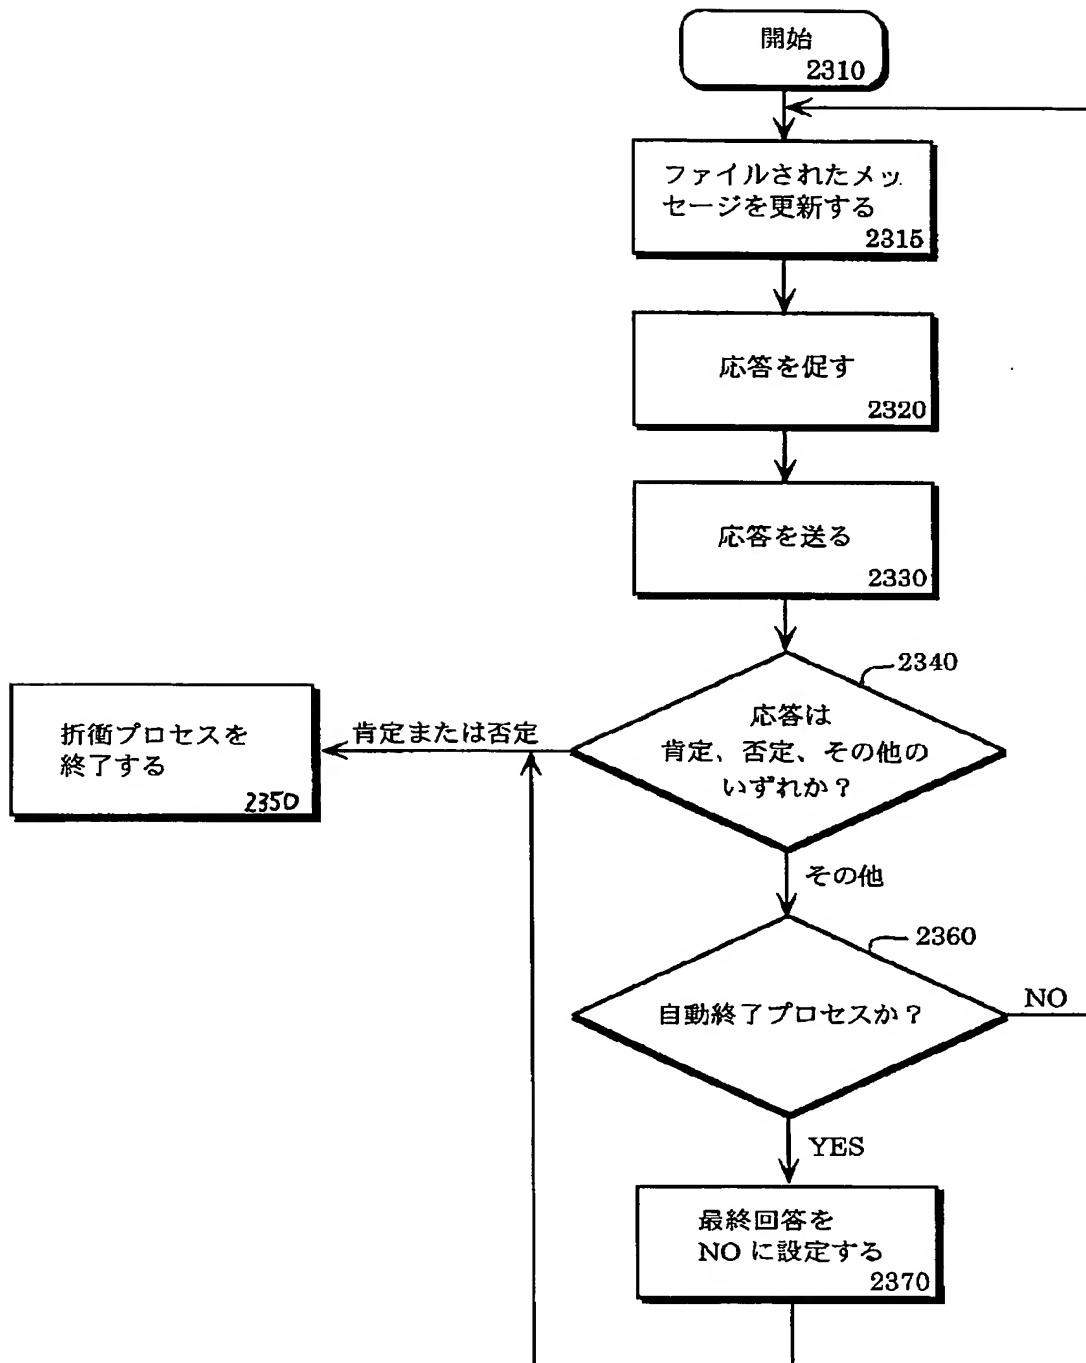 開始
2310
ファイルされたメッ
セージを更新する
2315
応答を促す
2320
応答を送る
2330
2340
応答は
肯定、否定、その他の
いずれか？
肯定または否定
折衝プロセスを
終了する
2350
その他
2360
自動終了プロセスか？
NO
YES
最終回答を
NO に設定する
2370